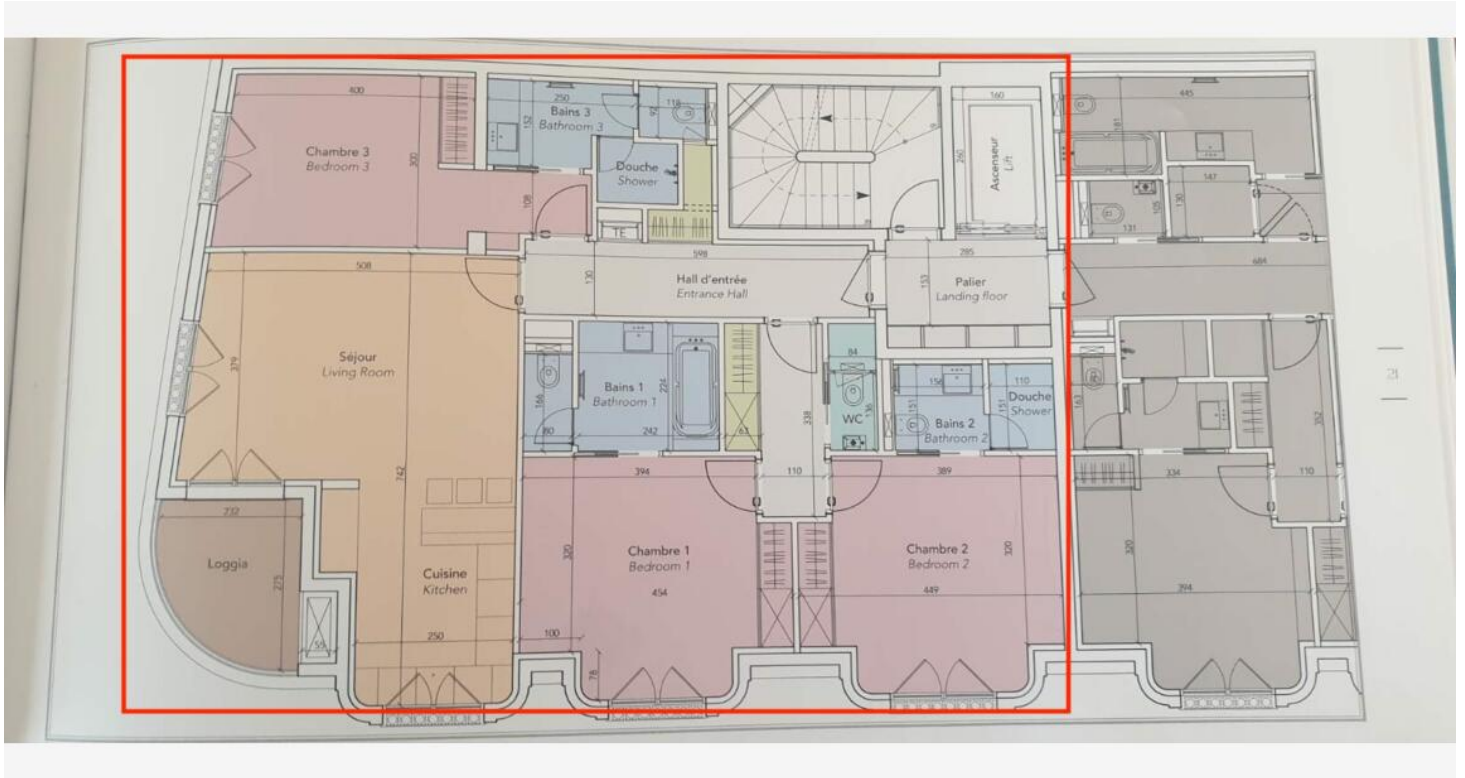 400
Chambre 3
Bedroom 3
300
108
250
Bains 3
Bathroom 3
152
92
118
Douche
Shower
TE
160
260
Ascenseur
Lift
445
181
147
130
105
131
684
508
Séjour
Living Room
379
742
598
130
Hall d'entrée
Entrance Hall
285
153
Palier
Landing floor
166
80
Bains 1
Bathroom 1
224
242
63
338
110
84
136
WC
156
151
Bains 2
Bathroom 2
110
151
Douche
Shower
163
352
110
334
21
232
Loggia
275
55
Cuisine
Kitchen
250
394
320
Chambre 1
Bedroom 1
454
100
78
389
320
Chambre 2
Bedroom 2
449
320
394